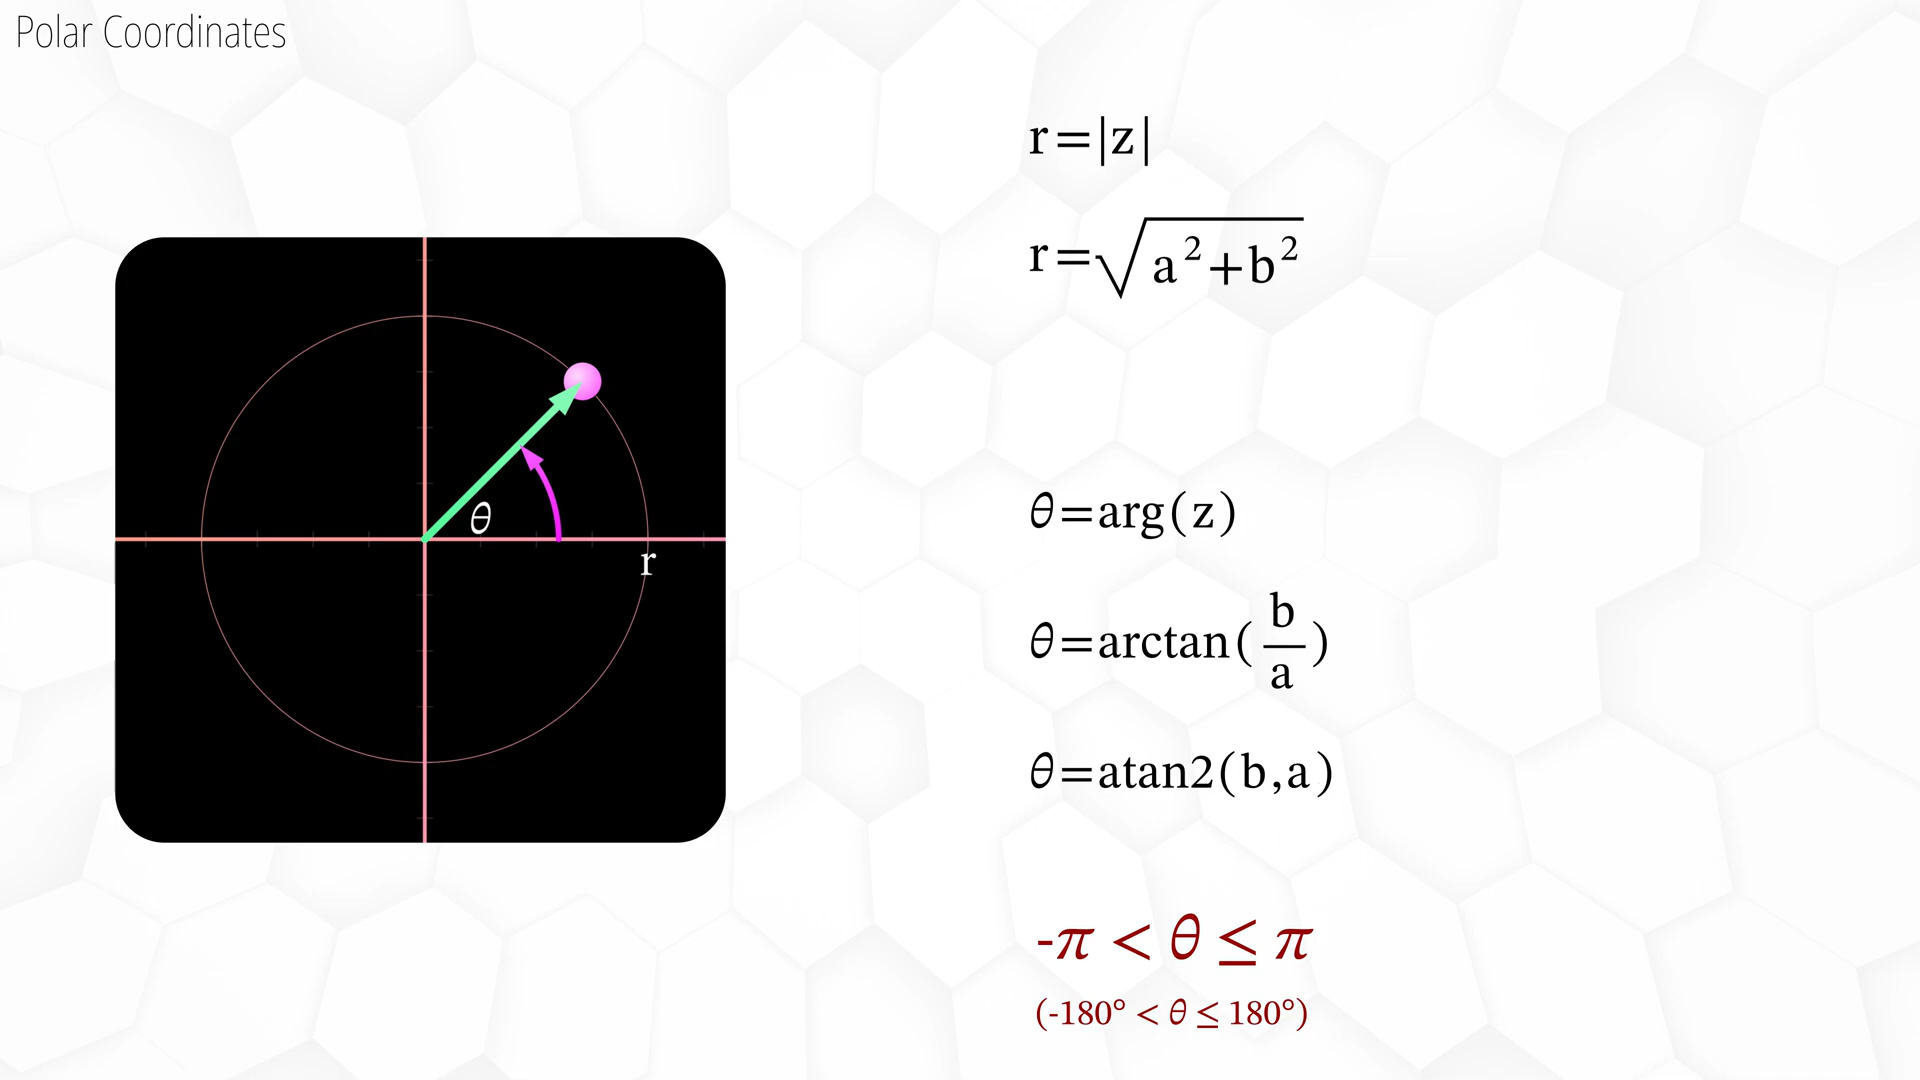 Polar Coordinates
r=|z|
r=√a²+b²
θ=arg(z)
θ=arctan(b/a)
θ=atan2(b,a)
θ
r
-π < θ ≤ π
(-180° < θ ≤ 180°)